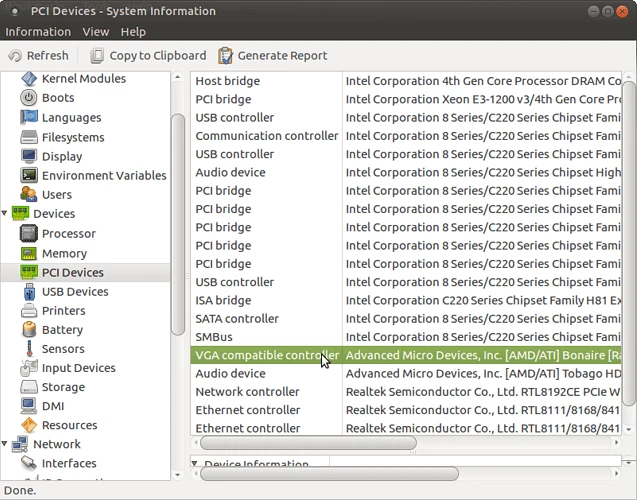 PCI Devices - System Information
Information View Help
Refresh Copy to Clipboard Generate Report
Kernel Modules
Boots
Languages
Filesystems
Display
Environment Variables
Users
Devices
Processor
Memory
PCI Devices
USB Devices
Printers
Battery
Sensors
Input Devices
Storage
DMI
Resources
Network
Interfaces
Host bridge Intel Corporation 4th Gen Core Processor DRAM Co
PCI bridge Intel Corporation Xeon E3-1200 v3/4th Gen Core Pr
USB controller Intel Corporation 8 Series/C220 Series Chipset Fami
Communication controller Intel Corporation 8 Series/C220 Series Chipset Fami
USB controller Intel Corporation 8 Series/C220 Series Chipset Fami
Audio device Intel Corporation 8 Series/C220 Series Chipset High
PCI bridge Intel Corporation 8 Series/C220 Series Chipset Fami
PCI bridge Intel Corporation 8 Series/C220 Series Chipset Fami
PCI bridge Intel Corporation 8 Series/C220 Series Chipset Fami
PCI bridge Intel Corporation 8 Series/C220 Series Chipset Fami
PCI bridge Intel Corporation 8 Series/C220 Series Chipset Fami
USB controller Intel Corporation 8 Series/C220 Series Chipset Fami
ISA bridge Intel Corporation C220 Series Chipset Family H81 Ex
SATA controller Intel Corporation 8 Series/C220 Series Chipset Fami
SMBus Intel Corporation 8 Series/C220 Series Chipset Fami
VGA compatible controller Advanced Micro Devices, Inc. [AMD/ATI] Bonaire [Ra
Audio device Advanced Micro Devices, Inc. [AMD/ATI] Tobago HD
Network controller Realtek Semiconductor Co., Ltd. RTL8192CE PCIe W
Ethernet controller Realtek Semiconductor Co., Ltd. RTL8111/8168/841
Ethernet controller Realtek Semiconductor Co., Ltd. RTL8111/8168/841
Device Information
Done.